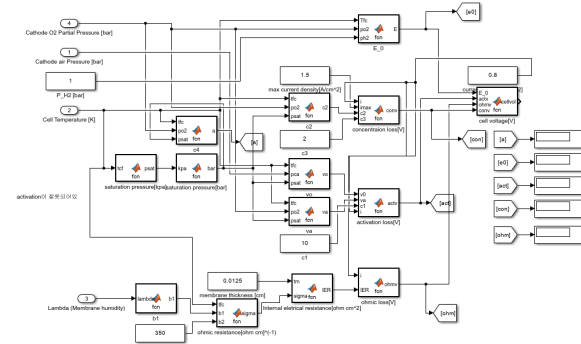 4
Cathode O2 Partial Pressure [bar]
1
Cathode air Pressure [bar]
1
P_H2 [bar]
2
Cell Temperature [K]
Tfc
po2
ph2
fcn
E
E_0
[e0]
1.5
max current density[A/cm^2]
0.8
tfc
po2
psat
fcn
c2
c2
2
c3
i
imax
c2
c3
fcn
conv
concentraion loss[V]
E_0
actv
ohmv
conv
fcn
cellvol
cell voltage[V]
tfc
po2
psat
fcn
a
c4
[a]
[con]
tcf
psat
fcn
saturation pressure[kpa]
kpa
bar
fcn
saturation pressure[bar]
tfc
pca
psat
fcn
vo
vo
tfc
po2
psat
fcn
va
va
10
c1
v0
va
c1
i
fcn
actv
activation loss[V]
[act]
[a]
[e0]
[act]
[con]
[ohm]
activation이 잘못되어있
0.0125
membrane thickness [cm]
tm
sigma
fcn
IER
Internal eletrical resistance[ohm cm^2]
i
IER
fcn
ohmv
ohmic loss[V]
[ohm]
3
Lambda (Membrane humidity)
lambda
b1
fcn
b1
350
tfc
b1
b2
fcn
sigma
ohmic resistance[ohm cm]^(-1)